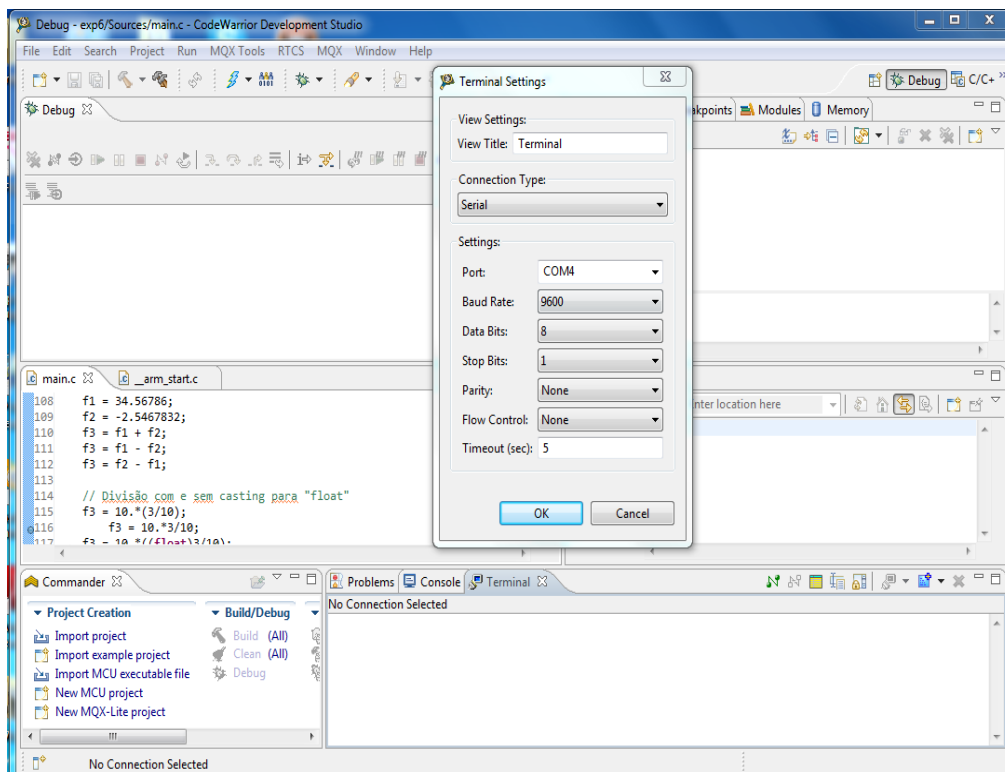 Debug - exp6/Sources/main.c - CodeWarrior Development Studio
File Edit Search Project Run MQX Tools RTCS MQX Window Help
Debug C/C+
Debug
akpoints Modules Memory
Terminal Settings
View Settings:
View Title: Terminal
Connection Type:
Serial
Settings:
Port: COM4
Baud Rate: 9600
Data Bits: 8
Stop Bits: 1
Parity: None
Flow Control: None
Timeout (sec): 5
OK Cancel
nter location here
main.c __arm_start.c
108 f1 = 34.56786;
109 f2 = -2.5467832;
110 f3 = f1 + f2;
111 f3 = f1 - f2;
112 f3 = f2 - f1;
113
114 // Divisão com e sem casting para "float"
115 f3 = 10.*(3/10);
116 f3 = 10.*3/10;
117 f3 = 10.*((float)3/10);
Commander
Project Creation
Import project
Import example project
Import MCU executable file
New MCU project
New MQX-Lite project
Build/Debug
Build (All)
Clean (All)
Debug
Problems Console Terminal
No Connection Selected
No Connection Selected